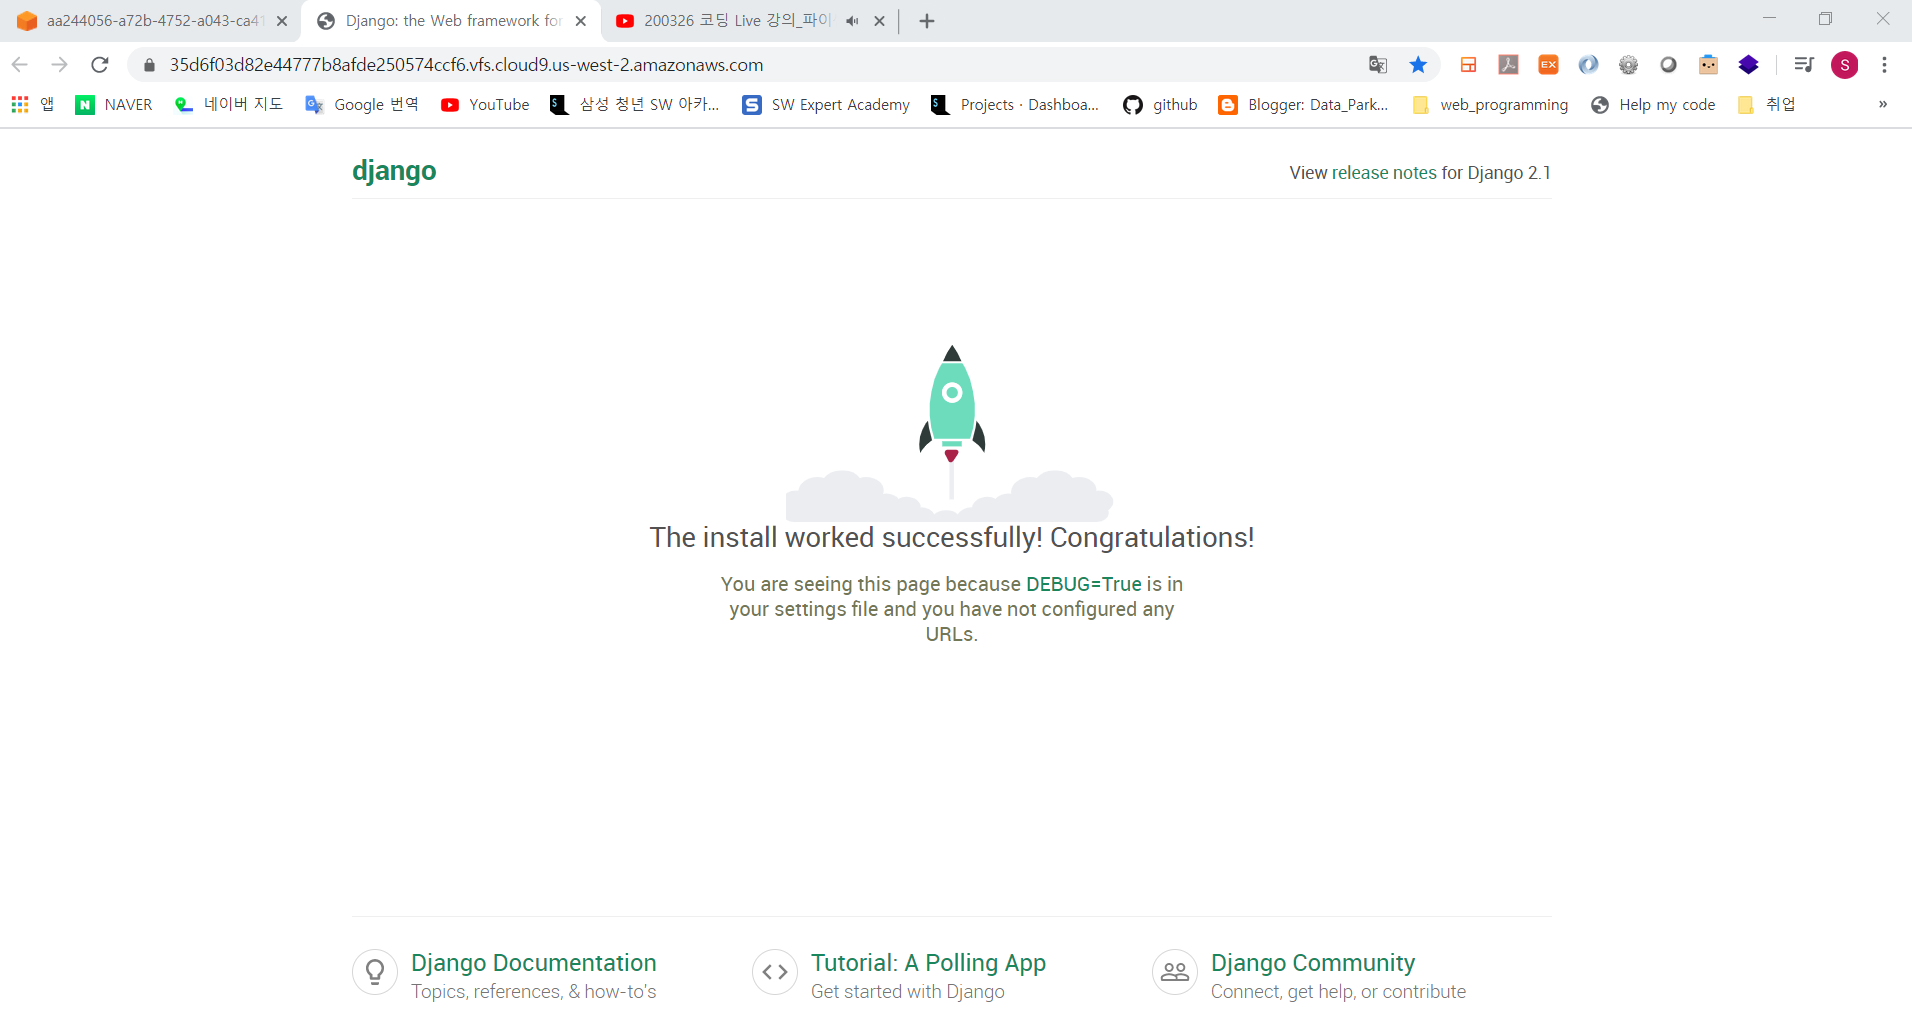 aa244056-a72b-4752-a043-ca41
Django: the Web framework for
200326 코딩 Live 강의_파이
35d6f03d82e44777b8afde250574ccf6.vfs.cloud9.us-west-2.amazonaws.com
EX
S
앱 NAVER 네이버 지도 Google 번역 YouTube 삼성 청년 SW 아카... SW Expert Academy Projects · Dashboa... github Blogger: Data_Park... web_programming Help my code 취업 »
django
View release notes for Django 2.1
The install worked successfully! Congratulations!
You are seeing this page because DEBUG=True is in
your settings file and you have not configured any
URLs.
Django Documentation
Topics, references, & how-to's
Tutorial: A Polling App
Get started with Django
Django Community
Connect, get help, or contribute